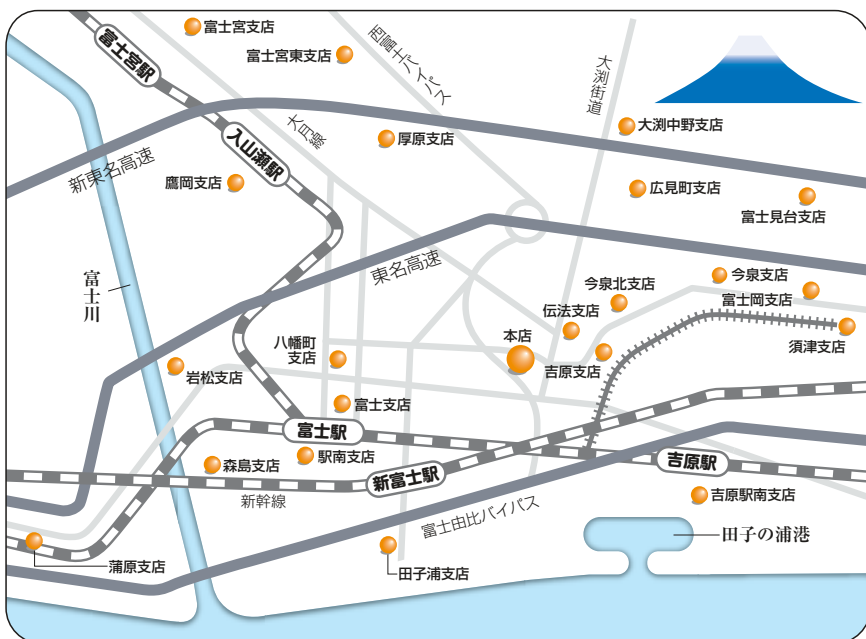 富士宮支店
富士宮駅
富士宮東支店
西富士バイパス
大渕街道
大月線
厚原支店
大渕中野支店
入山瀬駅
新東名高速
鷹岡支店
広見町支店
富士見台支店
東名高速
富士川
今泉支店
今泉北支店
富士岡支店
伝法支店
本店
須津支店
八幡町
支店
吉原支店
岩松支店
富士支店
富士駅
駅南支店
森島支店
新富士駅
吉原駅
新幹線
吉原駅南支店
富士由比バイパス
田子の浦港
蒲原支店
田子浦支店